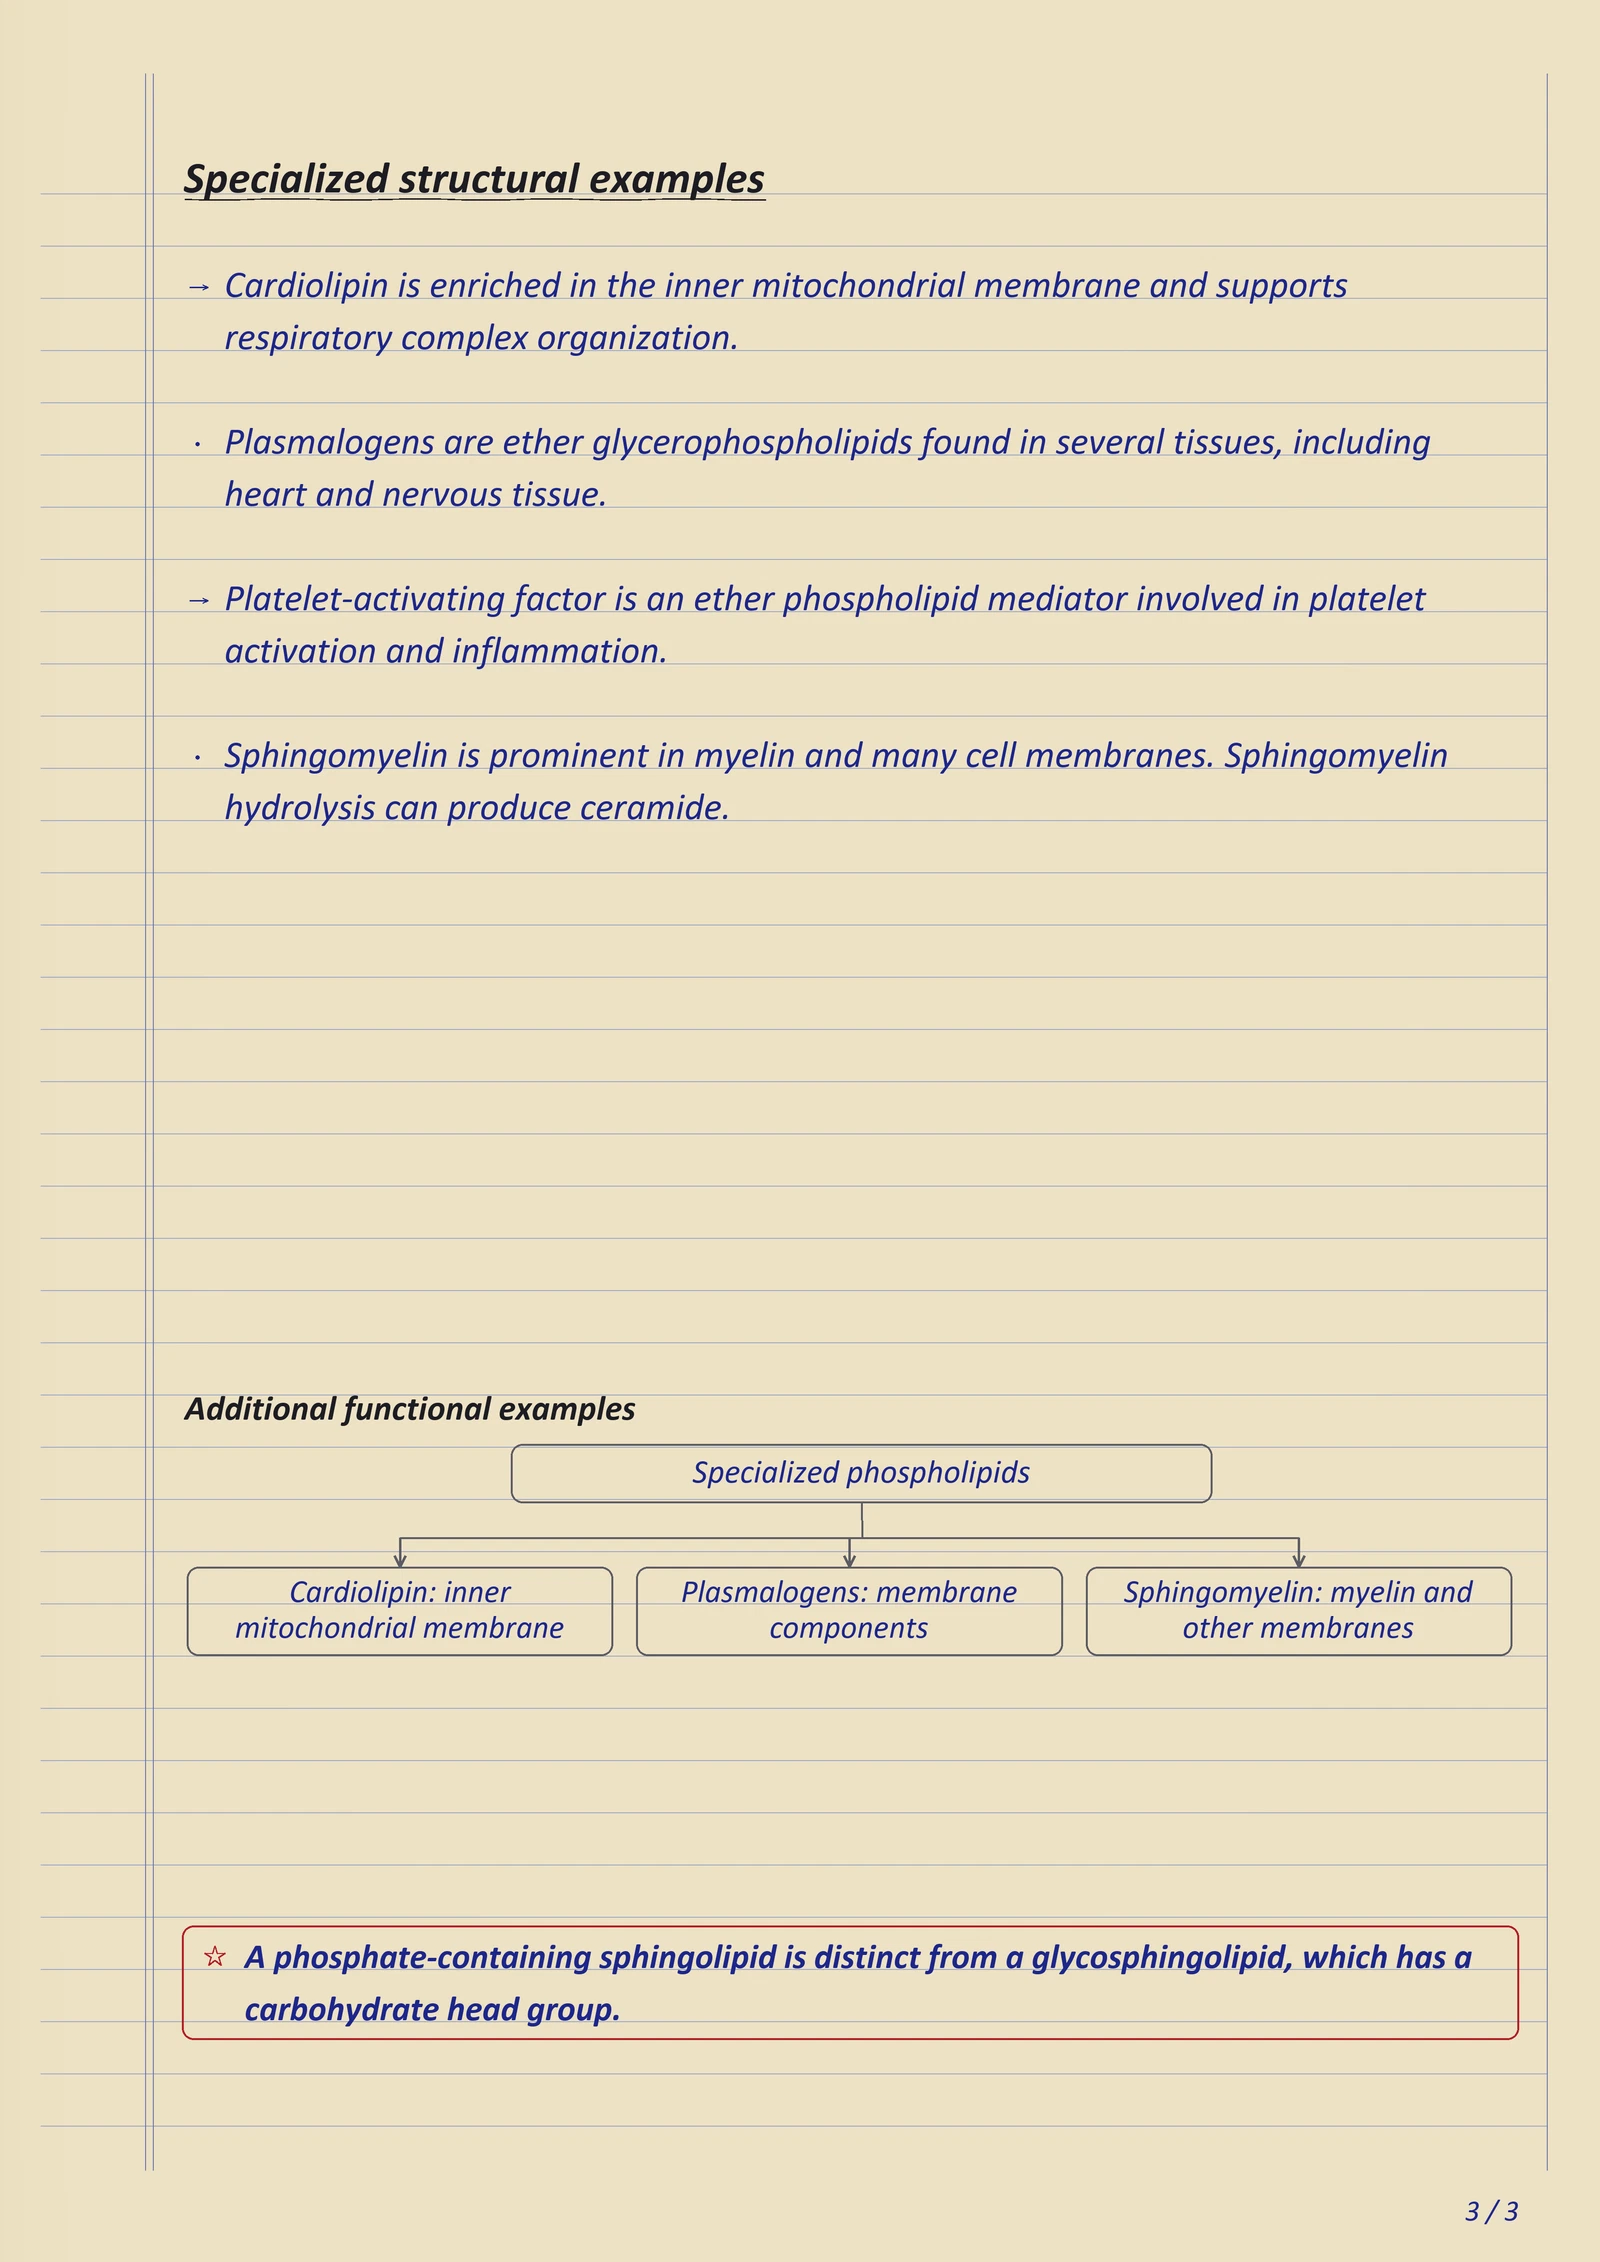 Specialized structural examples
→ Cardiolipin is enriched in the inner mitochondrial membrane and supports
respiratory complex organization.
· Plasmalogens are ether glycerophospholipids found in several tissues, including
heart and nervous tissue.
→ Platelet-activating factor is an ether phospholipid mediator involved in platelet
activation and inflammation.
· Sphingomyelin is prominent in myelin and many cell membranes. Sphingomyelin
hydrolysis can produce ceramide.
Additional functional examples
Specialized phospholipids
Cardiolipin: inner
mitochondrial membrane
Plasmalogens: membrane
components
Sphingomyelin: myelin and
other membranes
☆ A phosphate-containing sphingolipid is distinct from a glycosphingolipid, which has a
carbohydrate head group.
3 / 3